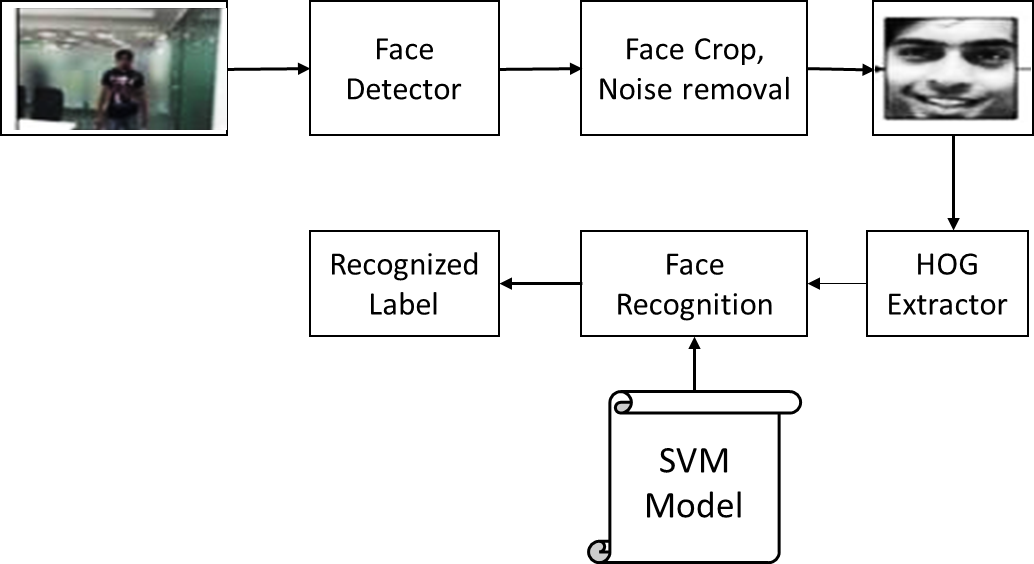 Face
Detector
Face Crop,
Noise removal
HOG
Extractor
Face
Recognition
Recognized
Label
SVM
Model